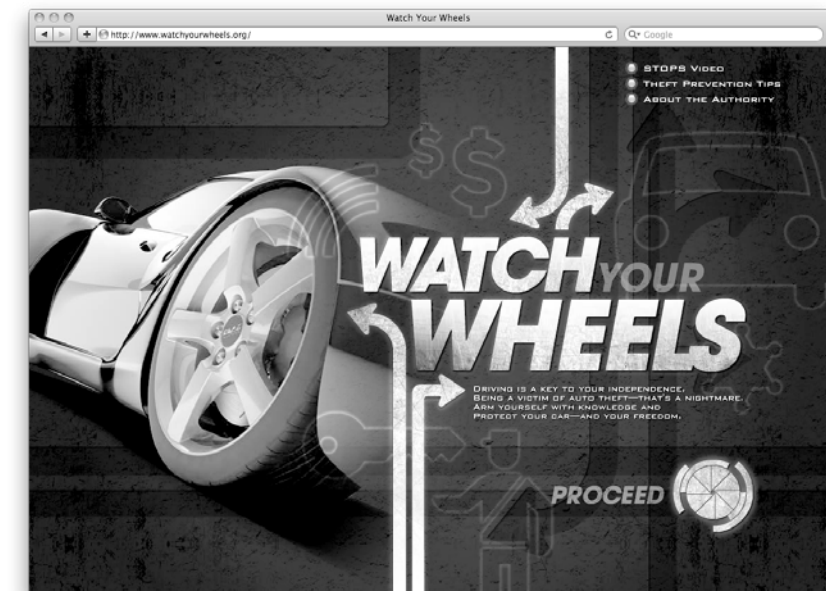 Watch Your Wheels
http://www.watchyourwheels.org/
Google
STOPS Video
Theft Prevention Tips
About the Authority
WATCH YOUR
WHEELS
Driving is a key to your independence.
Being a victim of auto theft—that's a nightmare.
Arm yourself with knowledge and
Protect your car—and your freedom.
PROCEED
$ $